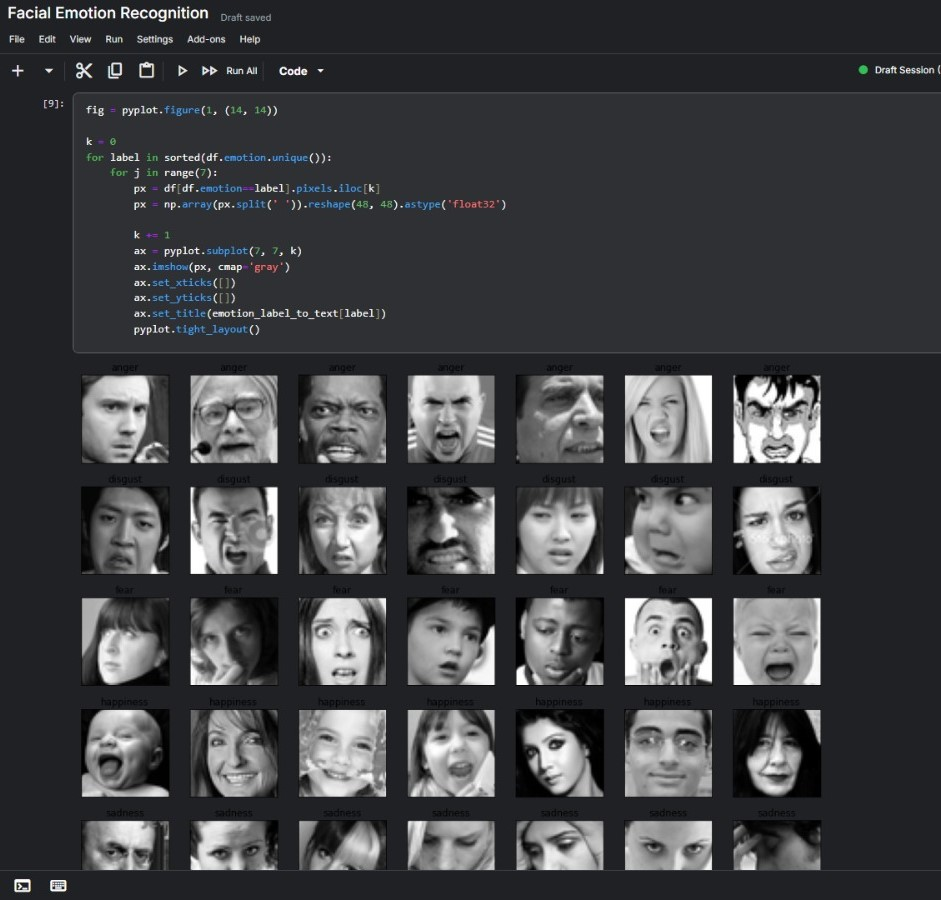 Facial Emotion Recognition Draft saved
File Edit View Run Settings Add-ons Help
Run All Code Draft Session (
[9]:
fig = pyplot.figure(1, (14, 14))
k = 0
for label in sorted(df.emotion.unique()):
    for j in range(7):
        px = df[df.emotion==label].pixels.iloc[k]
        px = np.array(px.split(' ')).reshape(48, 48).astype('float32')
        k += 1
        ax = pyplot.subplot(7, 7, k)
        ax.imshow(px, cmap='gray')
        ax.set_xticks([])
        ax.set_yticks([])
        ax.set_title(emotion_label_to_text[label])
        pyplot.tight_layout()
anger anger anger anger anger anger anger
disgust disgust disgust disgust disgust disgust disgust
fear fear fear fear fear fear fear
happiness happiness happiness happiness happiness happiness happiness
sadness sadness sadness sadness sadness sadness sadness